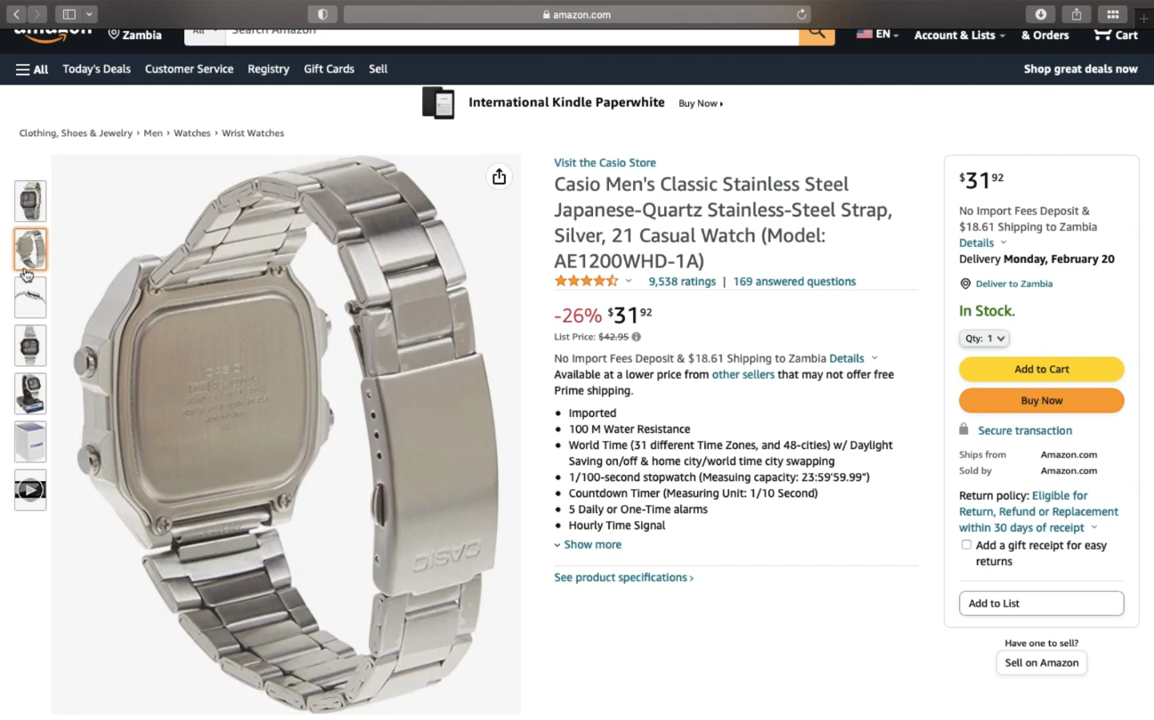 amazon.com
amazon
Zambia
All
Search Amazon
EN
Account & Lists
& Orders
Cart
All
Today's Deals
Customer Service
Registry
Gift Cards
Sell
Shop great deals now
International Kindle Paperwhite
Buy Now
Clothing, Shoes & Jewelry › Men › Watches › Wrist Watches
CASIO
CASIO
Visit the Casio Store
Casio Men's Classic Stainless Steel
Japanese-Quartz Stainless-Steel Strap,
Silver, 21 Casual Watch (Model:
AE1200WHD-1A)
9,538 ratings | 169 answered questions
-26% $31 92
List Price: $42.95
No Import Fees Deposit & $18.61 Shipping to Zambia Details
Available at a lower price from other sellers that may not offer free
Prime shipping.
• Imported
• 100 M Water Resistance
• World Time (31 different Time Zones, and 48-cities) w/ Daylight
Saving on/off & home city/world time city swapping
• 1/100-second stopwatch (Measuing capacity: 23:59'59.99")
• Countdown Timer (Measuring Unit: 1/10 Second)
• 5 Daily or One-Time alarms
• Hourly Time Signal
Show more
See product specifications ›
$31 92
No Import Fees Deposit &
$18.61 Shipping to Zambia
Details
Delivery Monday, February 20
Deliver to Zambia
In Stock.
Qty: 1
Add to Cart
Buy Now
Secure transaction
Ships from Amazon.com
Sold by Amazon.com
Return policy: Eligible for
Return, Refund or Replacement
within 30 days of receipt
Add a gift receipt for easy
returns
Add to List
Have one to sell?
Sell on Amazon